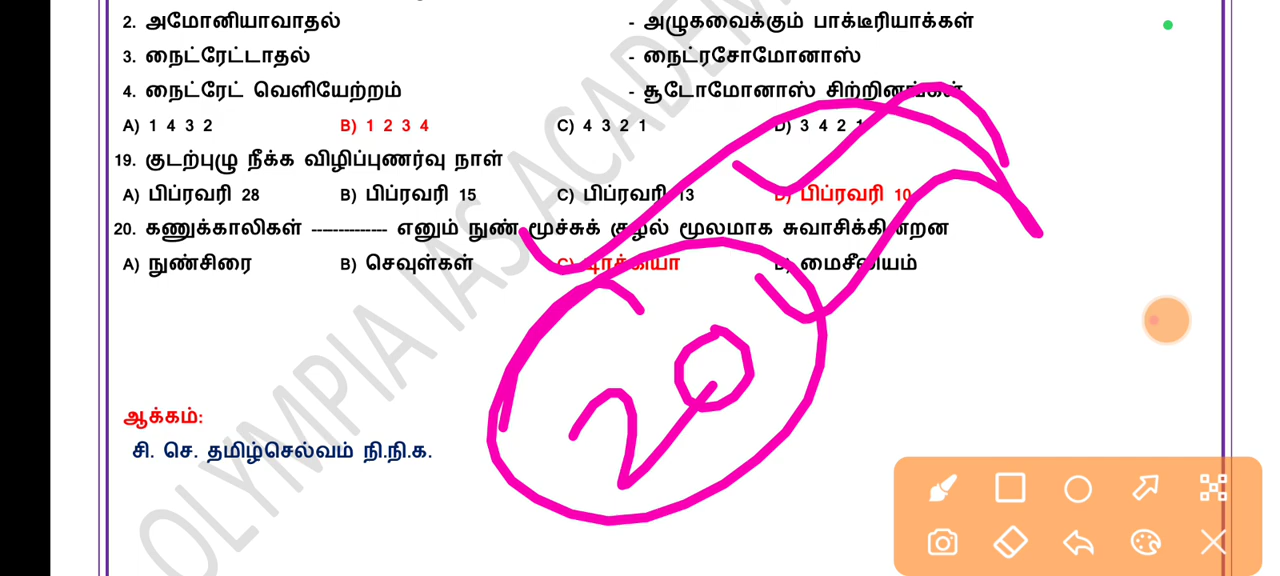 2. அமோனியாவாதல் - அழுகவைக்கும் பாக்டீரியாக்கள்
3. நைட்ரேட்டாதல் - நைட்ரசோமோனாஸ்
4. நைட்ரேட் வெளியேற்றம் - சூடோமோனாஸ் சிற்றினங்கள்
A) 1 4 3 2 B) 1 2 3 4 C) 4 3 2 1 D) 3 4 2 1
19. குடற்புழு நீக்க விழிப்புணர்வு நாள்
A) பிப்ரவரி 28 B) பிப்ரவரி 15 C) பிப்ரவரி 13 D) பிப்ரவரி 10
20. கணுக்காலிகள் -------------- எனும் நுண் மூச்சுக் குழல் மூலமாக சுவாசிக்கின்றன
A) நுண்சிரை B) செவுள்கள் C) டிரக்கியா D) மைசீலியம்
20
ஆக்கம்:
சி. செ. தமிழ்செல்வம் நி.நி.க.
OLYMPIA IAS ACADEM